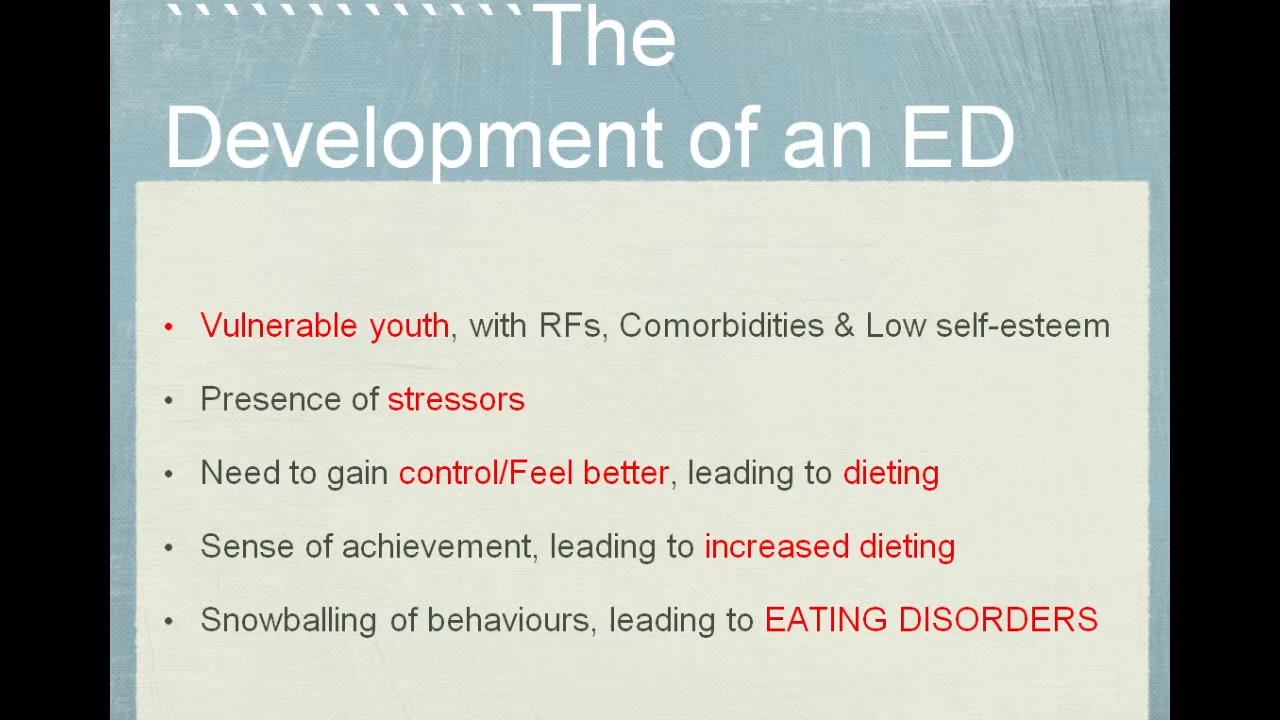 The
Development of an ED
• Vulnerable youth, with RFs, Comorbidities & Low self-esteem
• Presence of stressors
• Need to gain control/Feel better, leading to dieting
• Sense of achievement, leading to increased dieting
• Snowballing of behaviours, leading to EATING DISORDERS